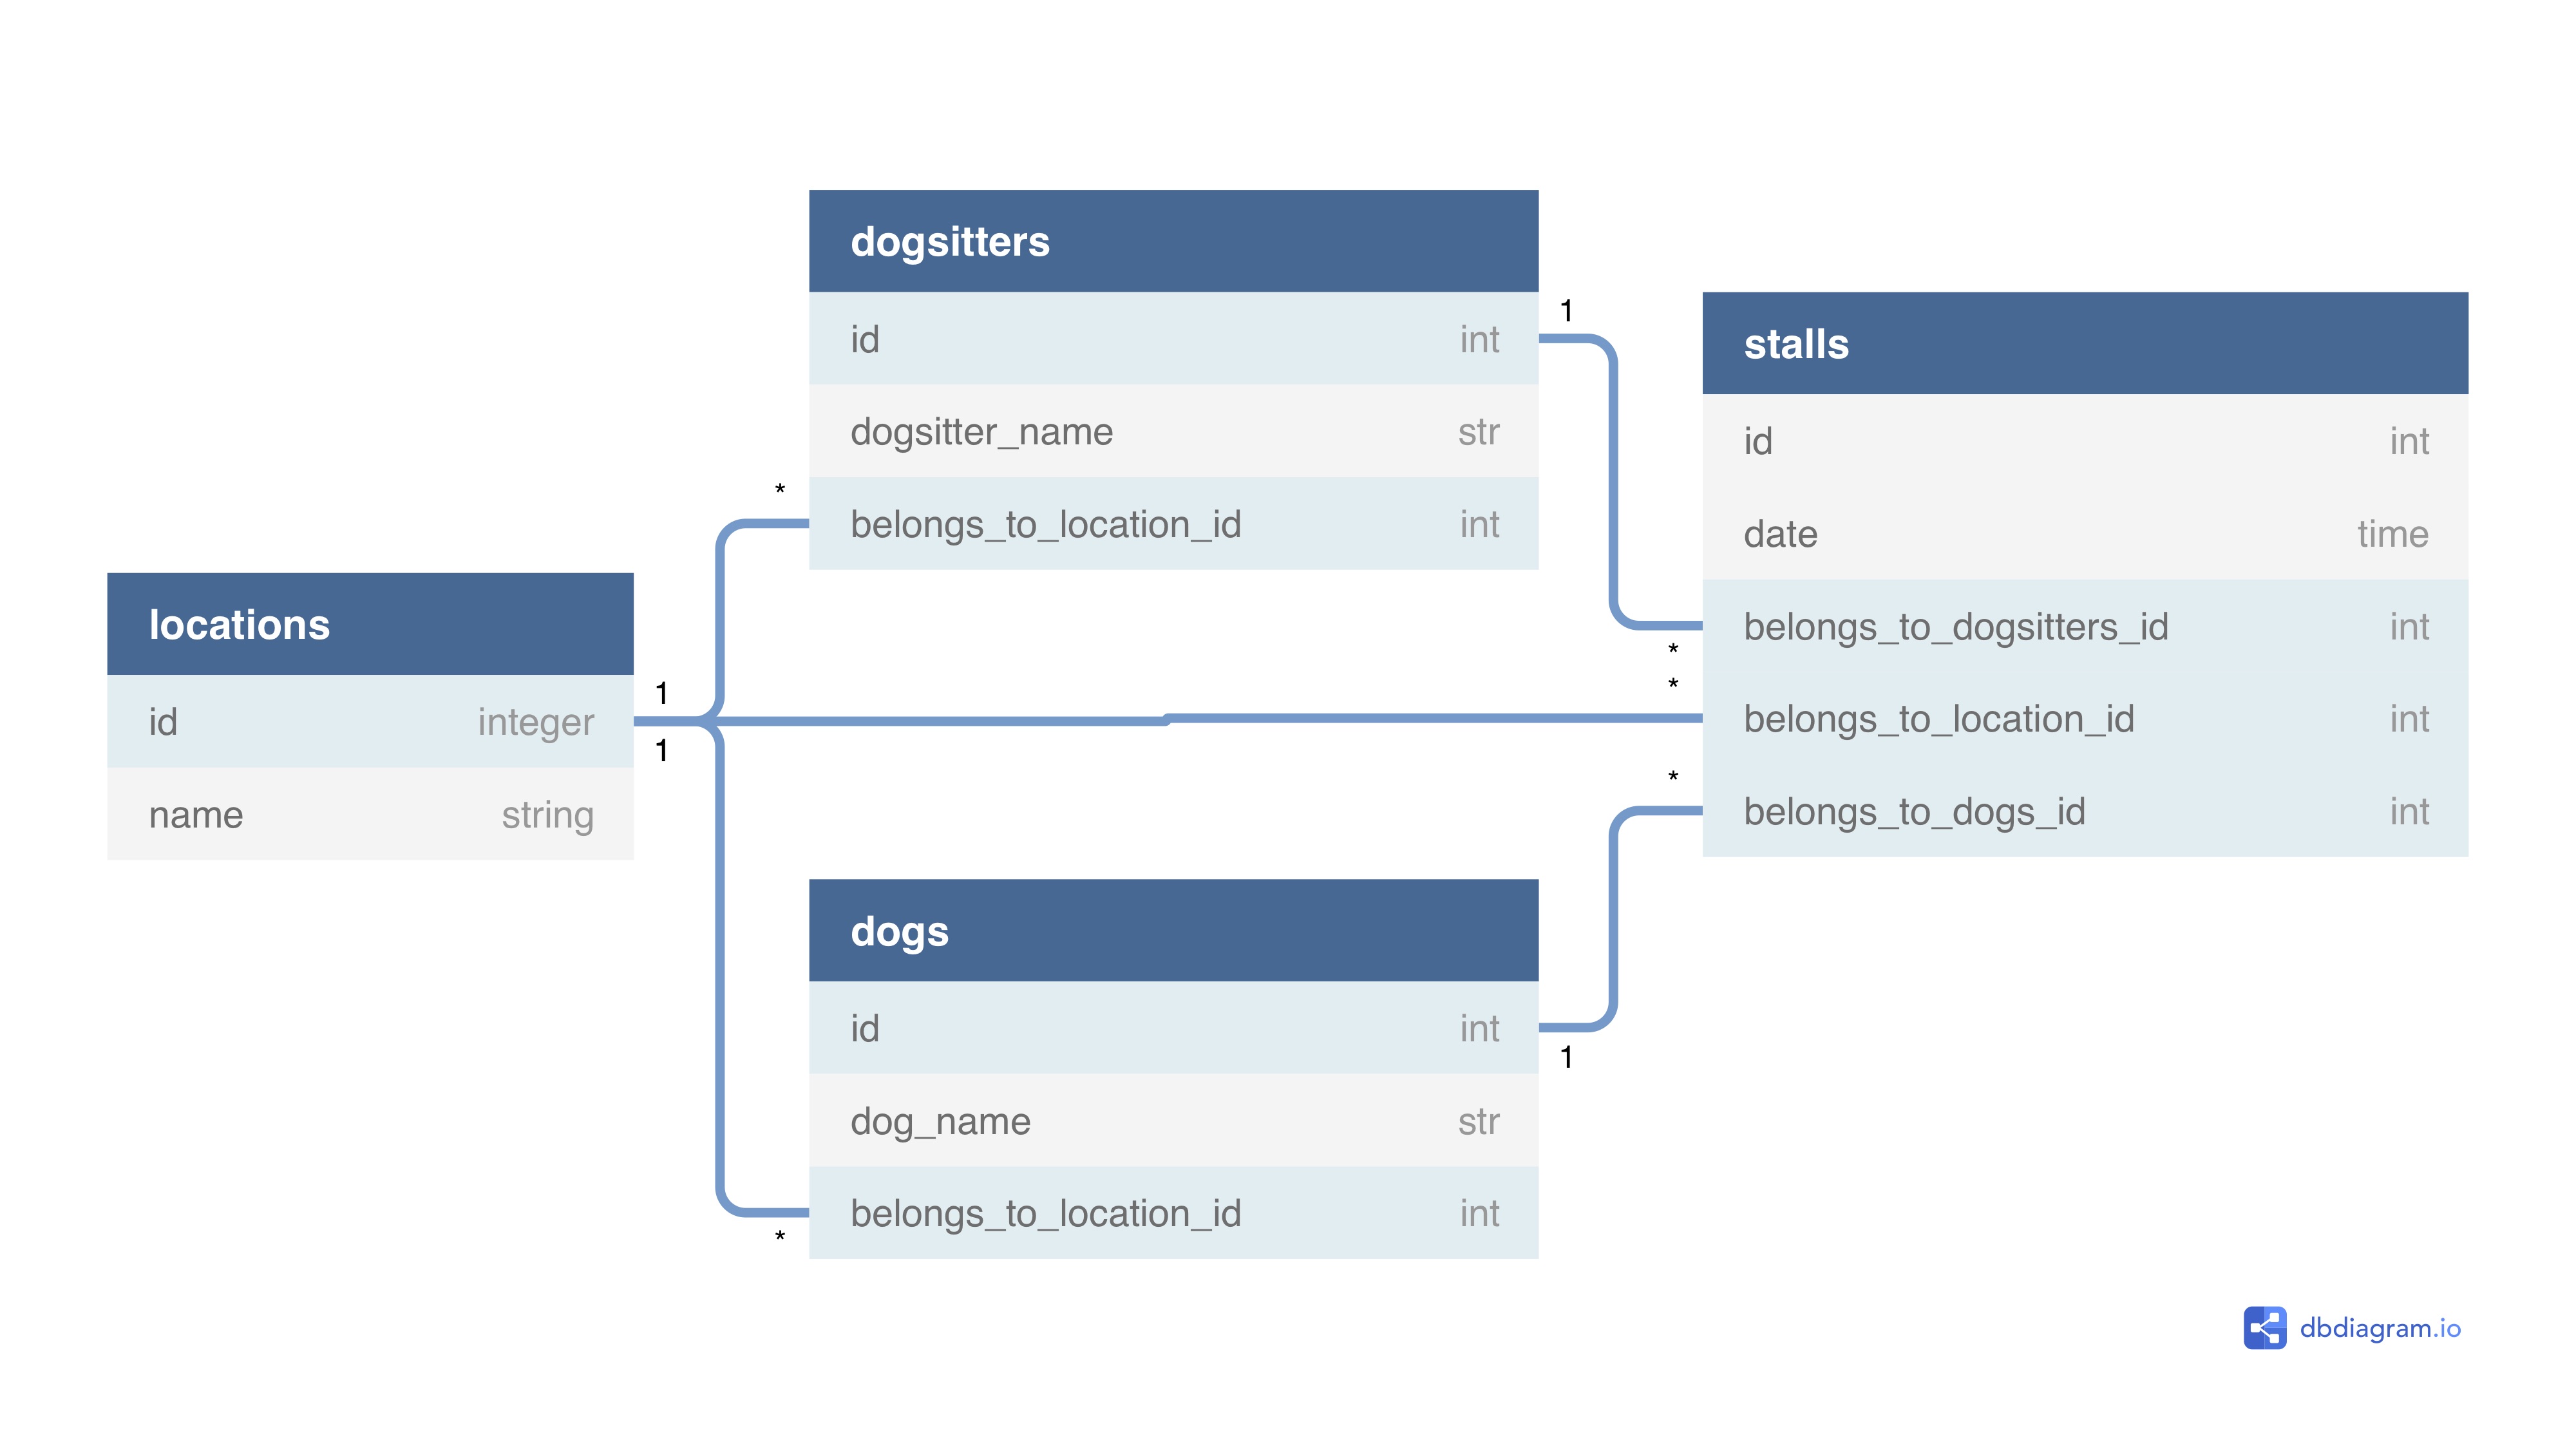 dogsitters
id int
dogsitter_name str
belongs_to_location_id int
1
*
locations
id integer
name string
1
1
stalls
id int
date time
belongs_to_dogsitters_id int
belongs_to_location_id int
belongs_to_dogs_id int
*
*
*
dogs
id int
dog_name str
belongs_to_location_id int
1
*
dbdiagram.io